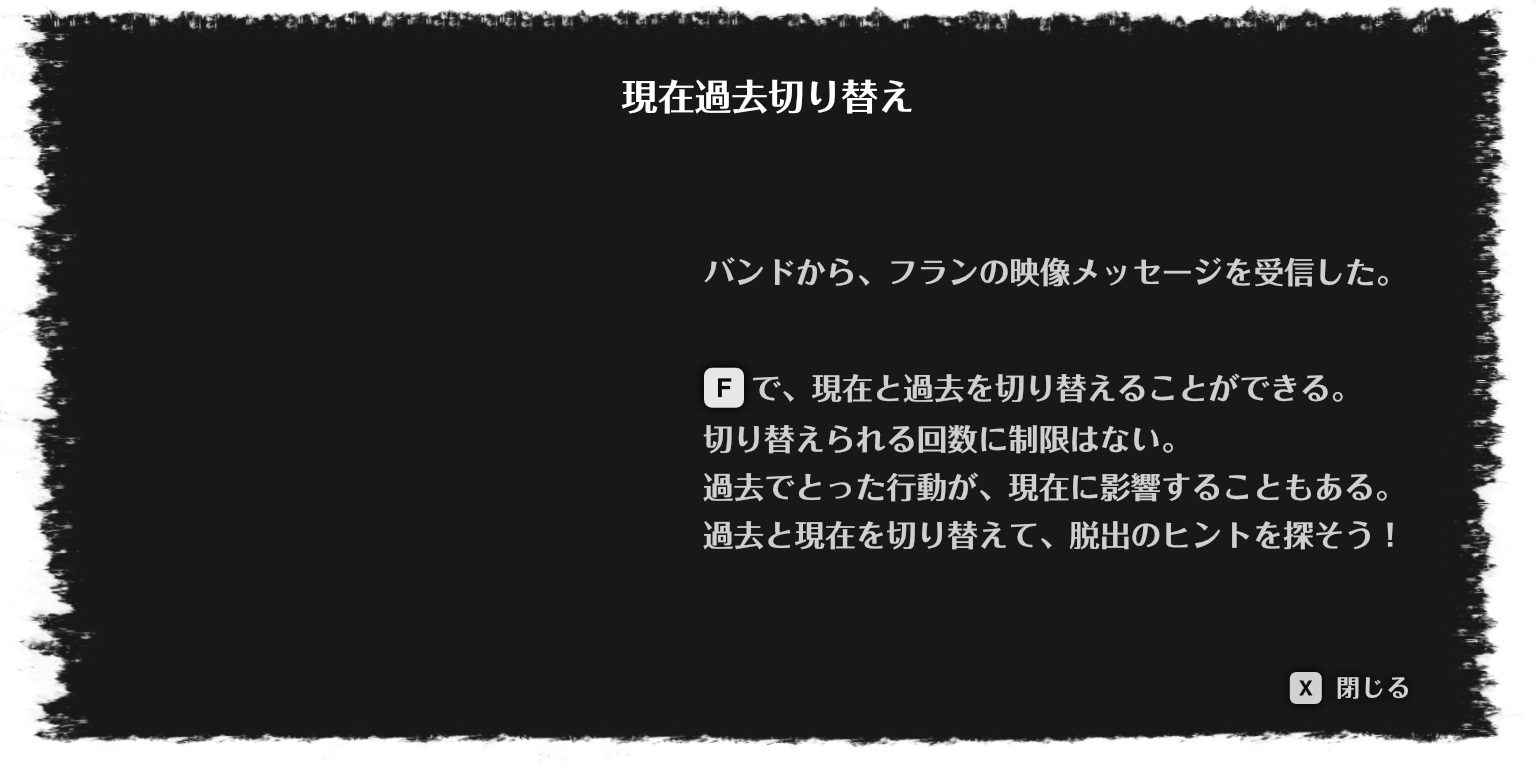 現在過去切り替え
バンドから、フランの映像メッセージを受信した。
F で、現在と過去を切り替えることができる。
切り替えられる回数に制限はない。
過去でとった行動が、現在に影響することもある。
過去と現在を切り替えて、脱出のヒントを探そう！
X 閉じる